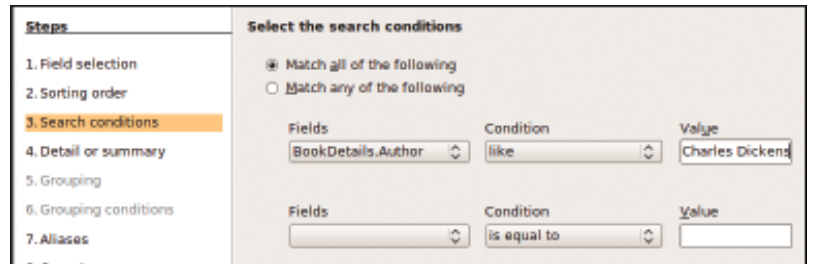 Steps
1. Field selection
2. Sorting order
3. Search conditions
4. Detail or summary
5. Grouping
6. Grouping conditions
7. Aliases
Select the search conditions
Match all of the following
Match any of the following
Fields Condition Value
BookDetails.Author like Charles Dickens
Fields Condition Value
is equal to